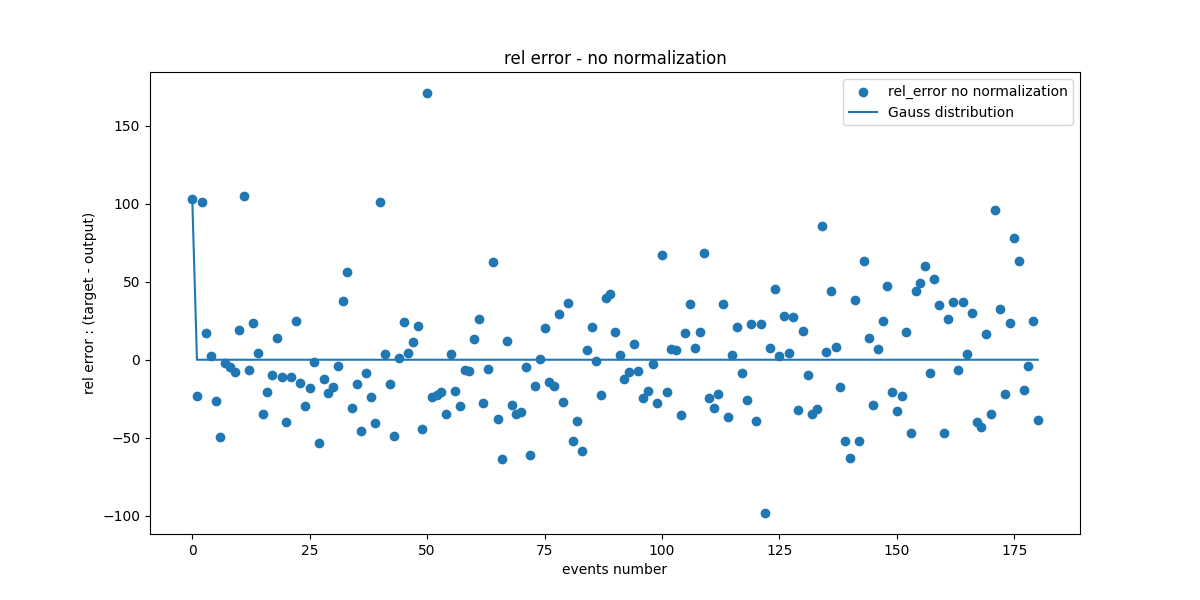 rel error - no normalization
rel_error no normalization
Gauss distribution
rel error : (target - output)
150
100
50
0
−50
−100
0
25
50
75
100
125
150
175
events number